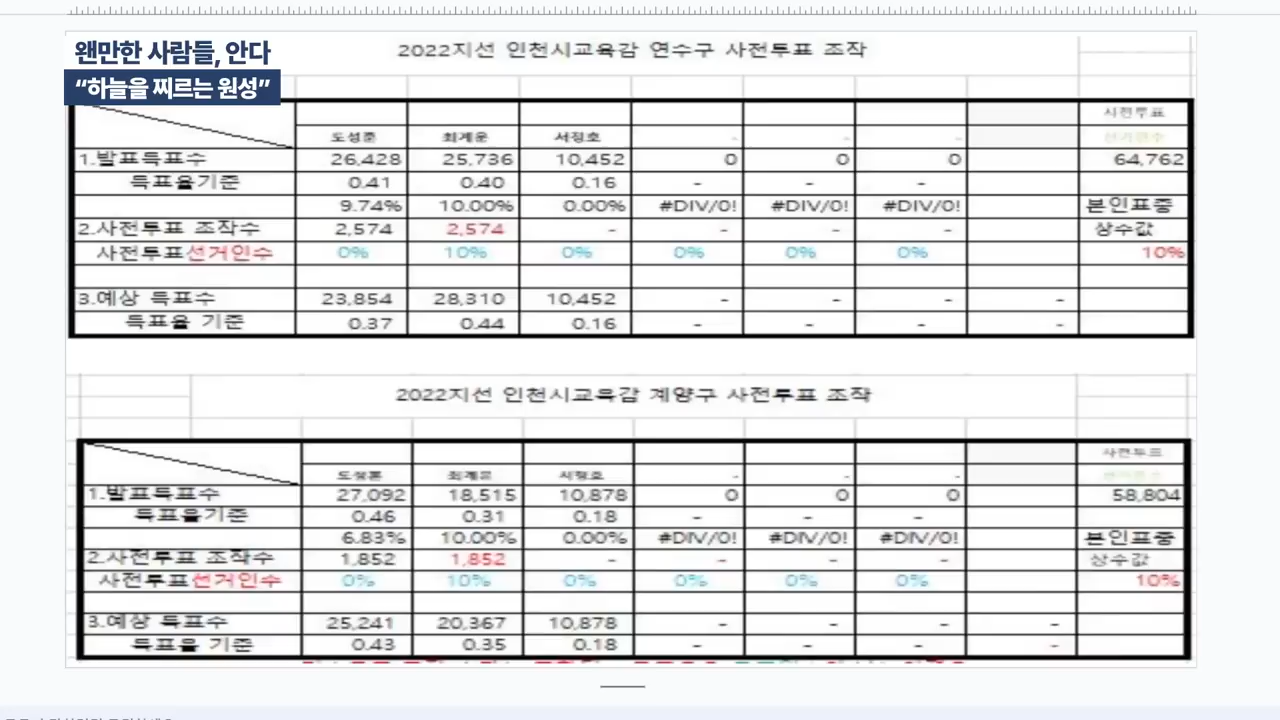 왠만한 사람들, 안다
“하늘을 찌르는 원성”
2022지선 인천시교육감 연수구 사전투표 조작
사전투표
도성훈 최계운 서정호 - - - 선거인수
1.발표득표수 26,428 25,736 10,452 0 0 0 64,762
득표율기준 0.41 0.40 0.16 - - -
9.74% 10.00% 0.00% #DIV/0! #DIV/0! #DIV/0! 본인표중
2.사전투표 조작수 2,574 2,574 - - - - 상수값
사전투표선거인수 0% 10% 0% 0% 0% 0% 10%
3.예상 득표수 23,854 28,310 10,452 - - - -
득표율 기준 0.37 0.44 0.16 - - - -
2022지선 인천시교육감 계양구 사전투표 조작
사전투표
도성훈 최계운 서정호 - - -
1.발표득표수 27,092 18,515 10,878 0 0 0 58,804
득표율기준 0.46 0.31 0.18 - - -
6.83% 10.00% 0.00% #DIV/0! #DIV/0! #DIV/0! 본인표중
2.사전투표 조작수 1,852 1,852 - - - - 상수값
사전투표선거인수 0% 10% 0% 0% 0% 0% 10%
3.예상 득표수 25,241 20,367 10,878 - - - -
득표율 기준 0.43 0.35 0.18 - - - -